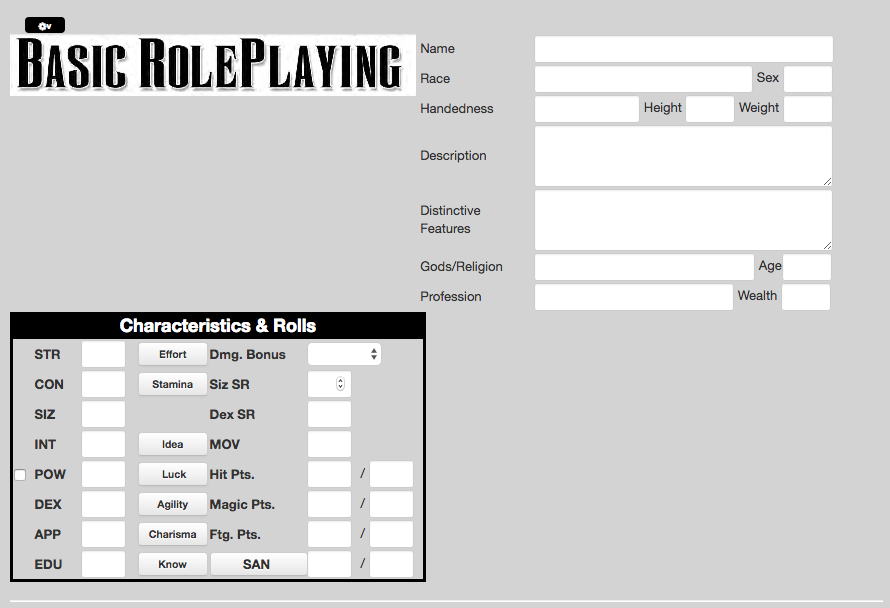 v
BASIC ROLEPLAYING
Name
Race Sex
Handedness Height Weight
Description
Distinctive
Features
Gods/Religion Age
Profession Wealth
Characteristics & Rolls
STR Effort Dmg. Bonus
CON Stamina Siz SR
SIZ Dex SR
INT Idea MOV
POW Luck Hit Pts. /
DEX Agility Magic Pts. /
APP Charisma Ftg. Pts. /
EDU Know SAN /